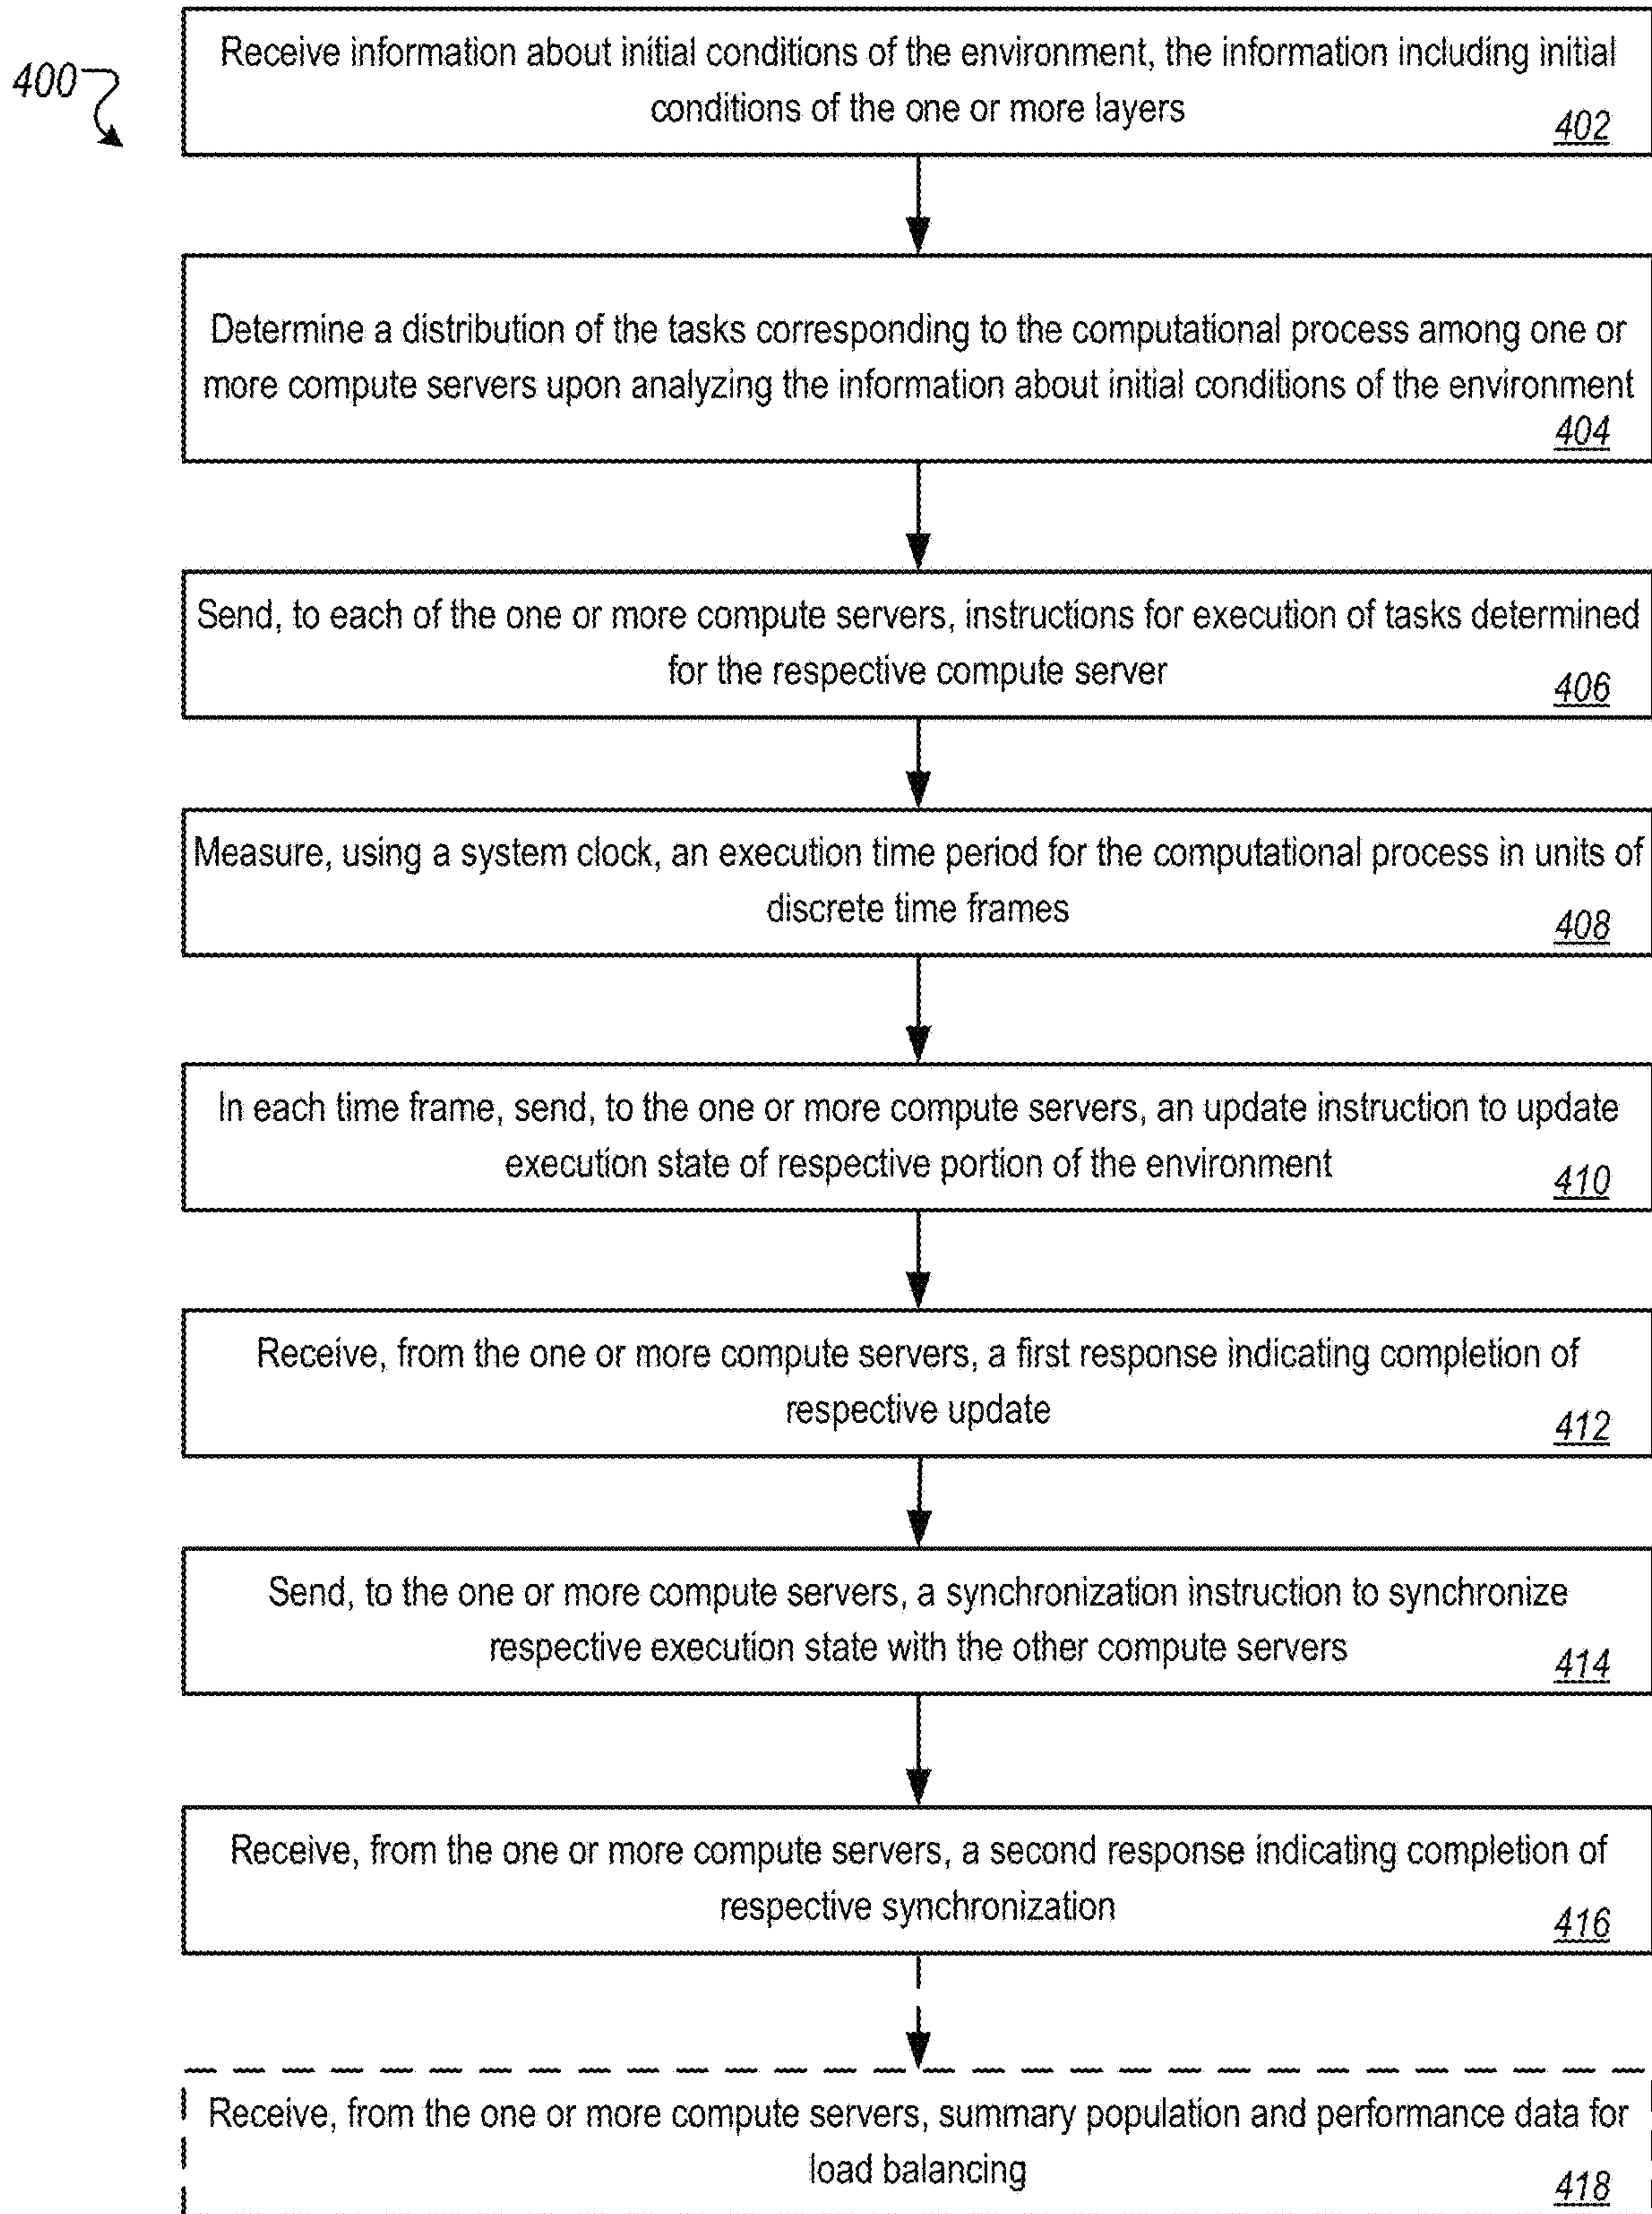 400
Receive information about initial conditions of the environment, the information including initial
conditions of the one or more layers
402
Determine a distribution of the tasks corresponding to the computational process among one or
more compute servers upon analyzing the information about initial conditions of the environment
404
Send, to each of the one or more compute servers, instructions for execution of tasks determined
for the respective compute server
406
Measure, using a system clock, an execution time period for the computational process in units of
discrete time frames
408
In each time frame, send, to the one or more compute servers, an update instruction to update
execution state of respective portion of the environment
410
Receive, from the one or more compute servers, a first response indicating completion of
respective update
412
Send, to the one or more compute servers, a synchronization instruction to synchronize
respective execution state with the other compute servers
414
Receive, from the one or more compute servers, a second response indicating completion of
respective synchronization
416
Receive, from the one or more compute servers, summary population and performance data for
load balancing
418